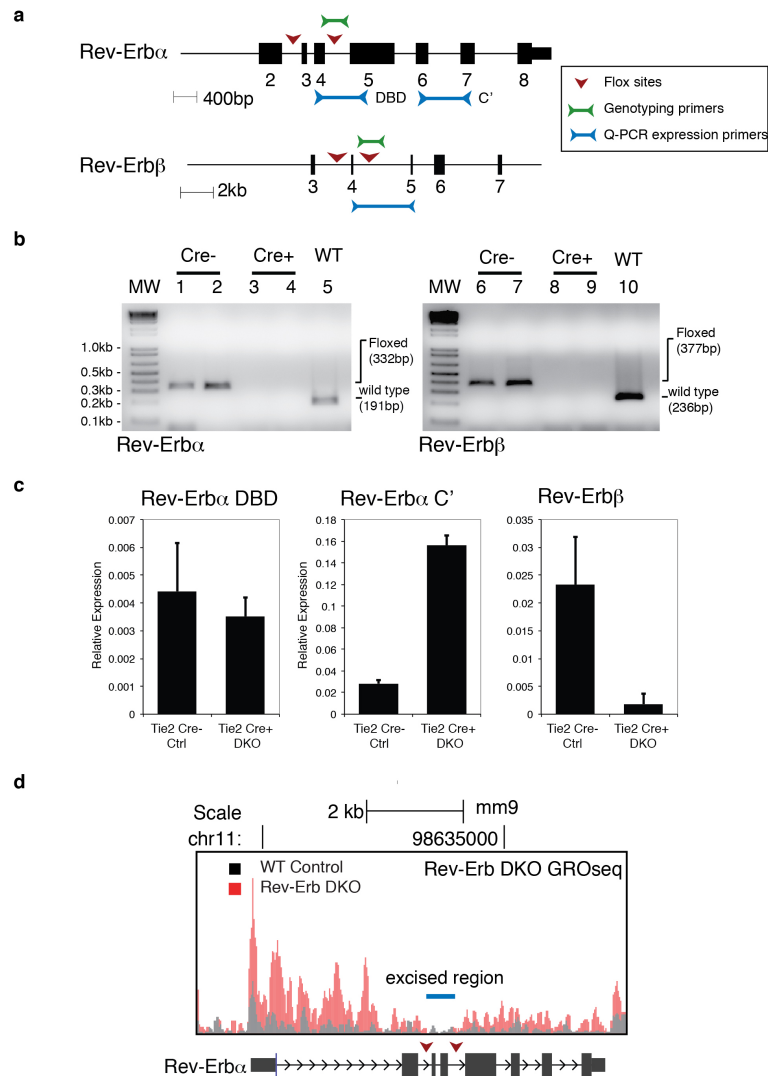 a
Rev-Erbα
2 3 4 5 6 7 8
400bp DBD C'
Flox sites
Genotyping primers
Q-PCR expression primers
Rev-Erbβ
3 4 5 6 7
2kb
b
Cre- Cre+ WT Cre- Cre+ WT
MW 1 2 3 4 5 MW 6 7 8 9 10
1.0kb -
0.5kb -
0.3kb -
0.2kb -
0.1kb -
Floxed
(332bp)
wild type
(191bp)
Floxed
(377bp)
wild type
(236bp)
Rev-Erbα Rev-Erbβ
c
Rev-Erbα DBD
Relative Expression
0.007
0.006
0.005
0.004
0.003
0.002
0.001
0
Tie2 Cre- Tie2 Cre+
Ctrl DKO
Rev-Erbα C'
Relative Expression
0.18
0.16
0.14
0.12
0.1
0.08
0.06
0.04
0.02
0
Tie2 Cre- Tie2 Cre+
Ctrl DKO
Rev-Erbβ
0.035
0.03
0.025
0.02
0.015
0.01
0.005
0
Tie2 Cre- Tie2 Cre+
Ctrl DKO
d
Scale 2 kb mm9
chr11: 98635000
WT Control
Rev-Erb DKO
Rev-Erb DKO GROseq
excised region
Rev-Erbα